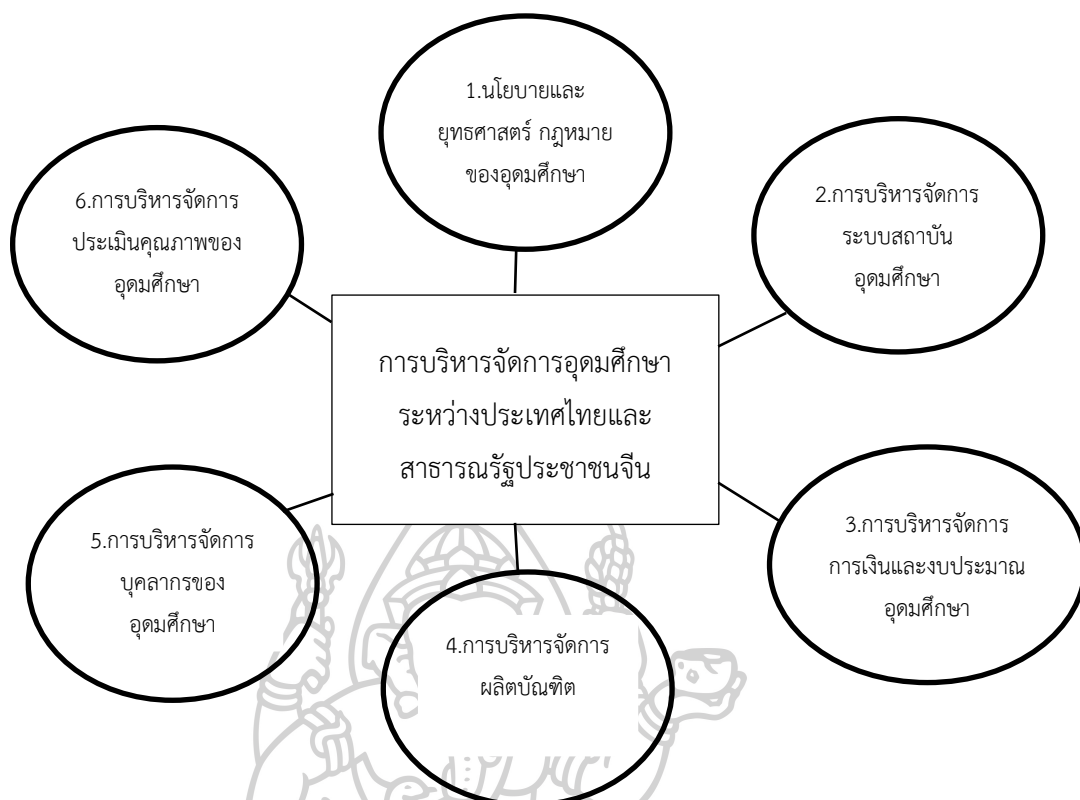 1.นโยบายและ
ยุทธศาสตร์ กฎหมาย
ของอุดมศึกษา
2.การบริหารจัดการ
ระบบสถาบัน
อุดมศึกษา
3.การบริหารจัดการ
การเงินและงบประมาณ
อุดมศึกษา
4.การบริหารจัดการ
ผลิตบัณฑิต
5.การบริหารจัดการ
บุคลากรของ
อุดมศึกษา
6.การบริหารจัดการ
ประเมินคุณภาพของ
อุดมศึกษา
การบริหารจัดการอุดมศึกษา
ระหว่างประเทศไทยและ
สาธารณรัฐประชาชนจีน